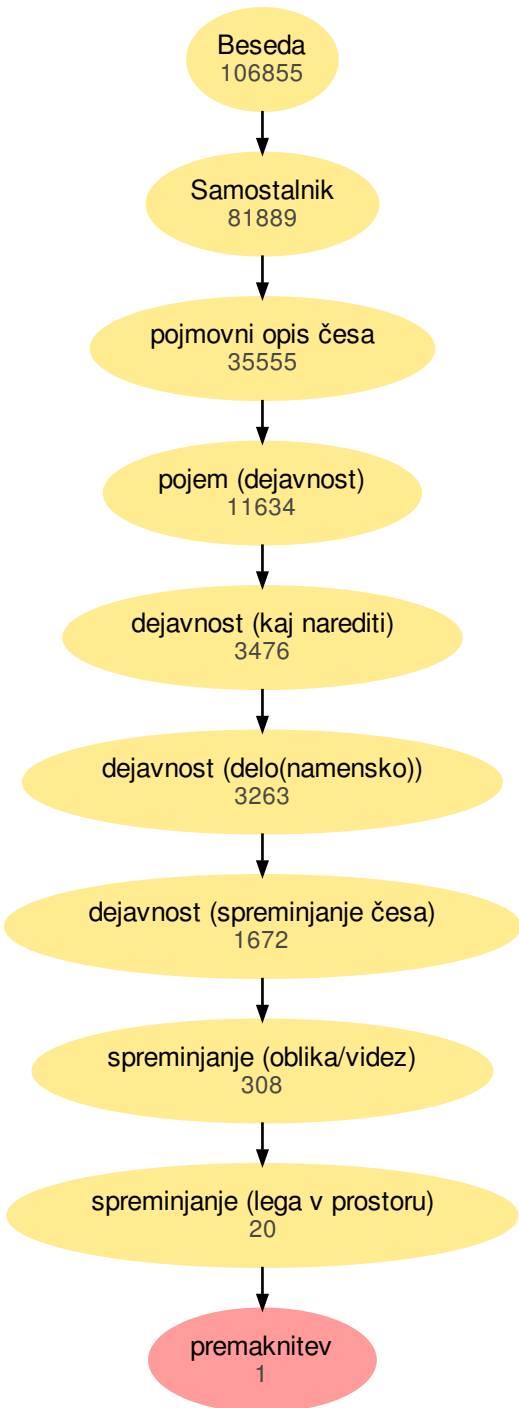 Beseda
106855
Samostalnik
81889
pojmovni opis česa
35555
pojem (dejavnost)
11634
dejavnost (kaj narediti)
3476
dejavnost (delo(namensko))
3263
dejavnost (spreminjanje česa)
1672
spreminjanje (oblika/videz)
308
spreminjanje (lega v prostoru)
20
premaknitev
1